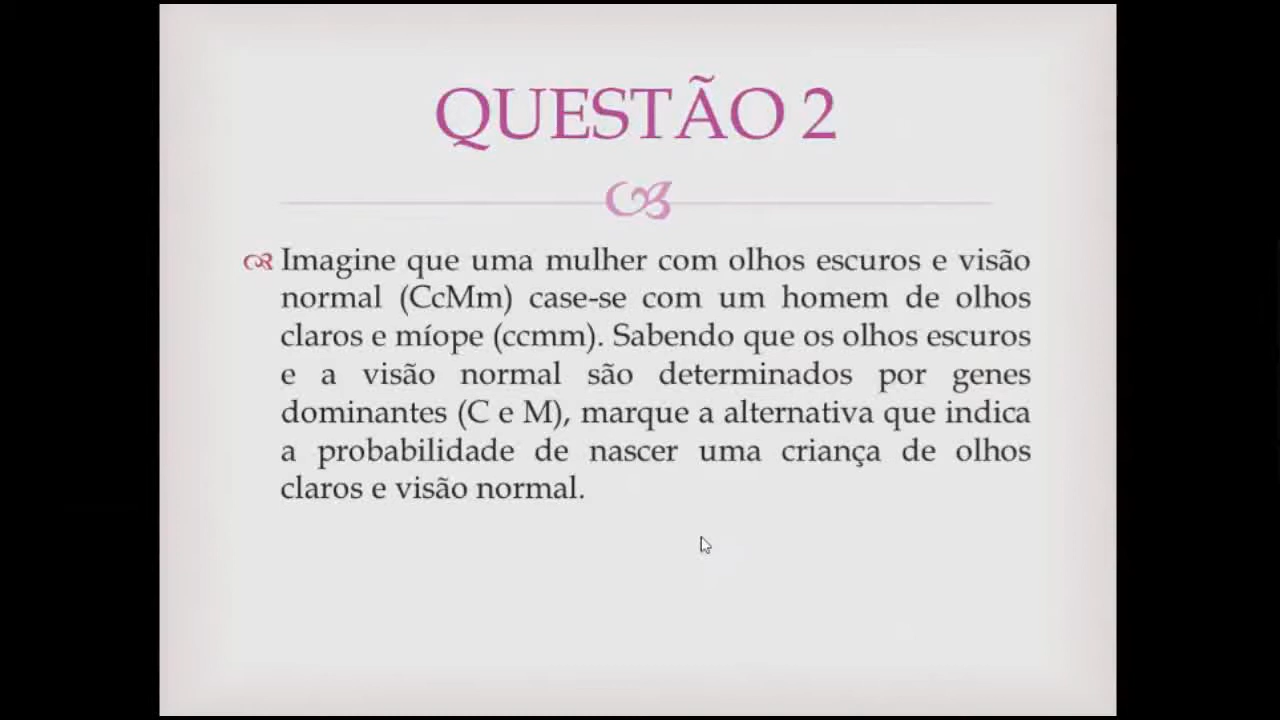 QUESTÃO 2
Imagine que uma mulher com olhos escuros e visão
normal (CcMm) case-se com um homem de olhos
claros e míope (ccmm). Sabendo que os olhos escuros
e a visão normal são determinados por genes
dominantes (C e M), marque a alternativa que indica
a probabilidade de nascer uma criança de olhos
claros e visão normal.